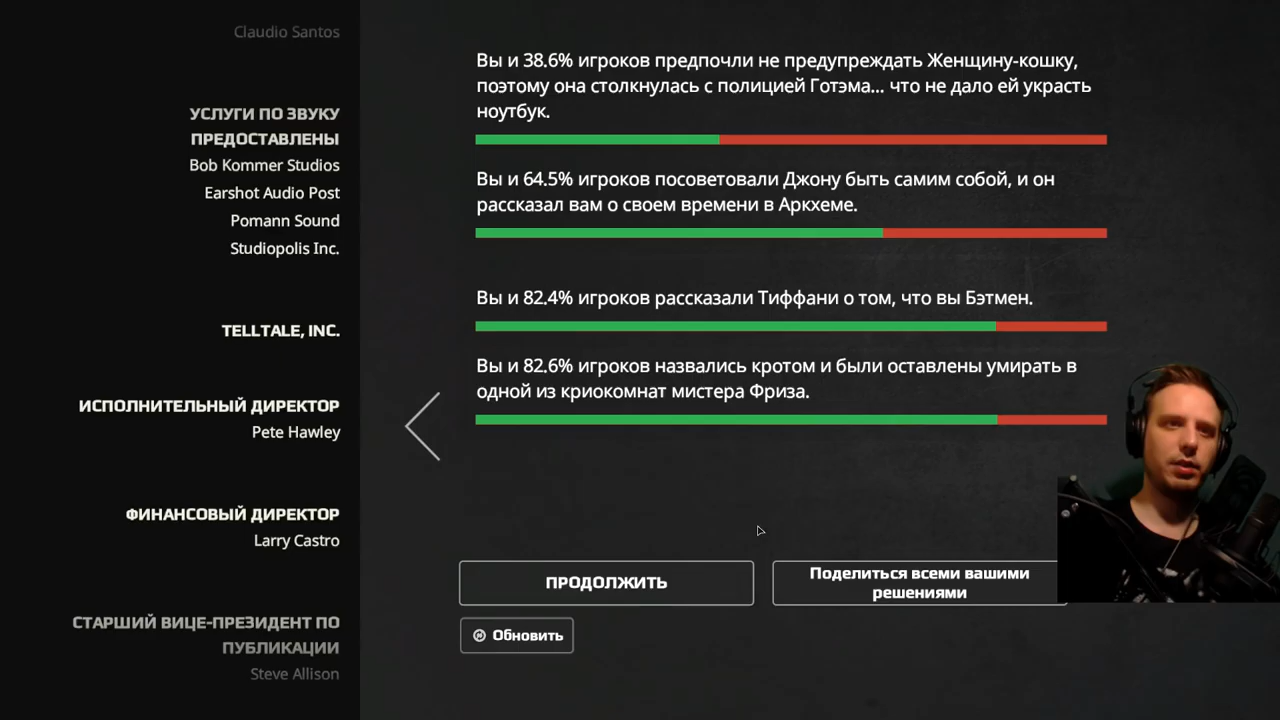 Claudio Santos
УСЛУГИ ПО ЗВУКУ
ПРЕДОСТАВЛЕНЫ
Bob Kommer Studios
Earshot Audio Post
Pomann Sound
Studiopolis Inc.
TELLTALE, INC.
ИСПОЛНИТЕЛЬНЫЙ ДИРЕКТОР
Pete Hawley
ФИНАНСОВЫЙ ДИРЕКТОР
Larry Castro
СТАРШИЙ ВИЦЕ-ПРЕЗИДЕНТ ПО
ПУБЛИКАЦИИ
Steve Allison
Вы и 38.6% игроков предпочли не предупреждать Женщину-кошку,
поэтому она столкнулась с полицией Готэма... что не дало ей украсть
ноутбук.
Вы и 64.5% игроков посоветовали Джону быть самим собой, и он
рассказал вам о своем времени в Аркхеме.
Вы и 82.4% игроков рассказали Тиффани о том, что вы Бэтмен.
Вы и 82.6% игроков назвались кротом и были оставлены умирать в
одной из криокомнат мистера Фриза.
ПРОДОЛЖИТЬ
Поделиться всеми вашими
решениями
Обновить